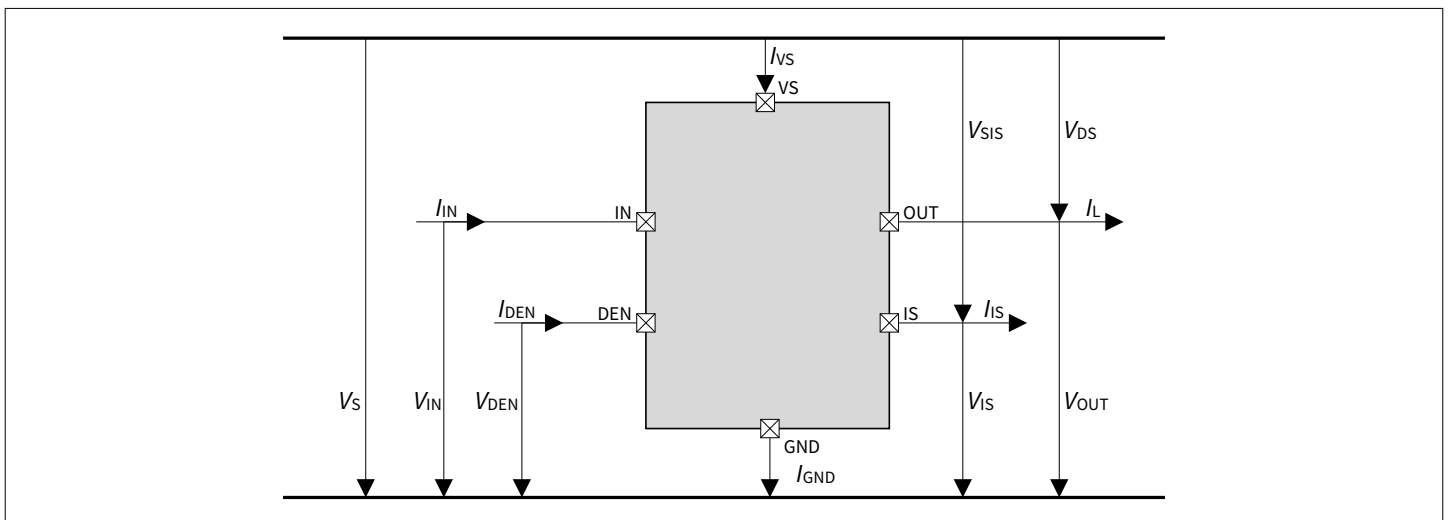 IVS
VS
VSIS
VDS
IIN
IN
OUT
IL
IDEN
DEN
IS
IIS
VS
VIN
VDEN
VIS
VOUT
GND
IGND